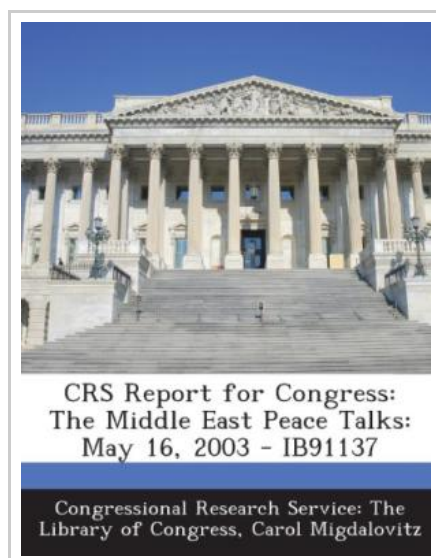 CRS Report for Congress:
The Middle East Peace Talks:
May 16, 2003 - IB91137
Congressional Research Service: The
Library of Congress, Carol Migdalovitz